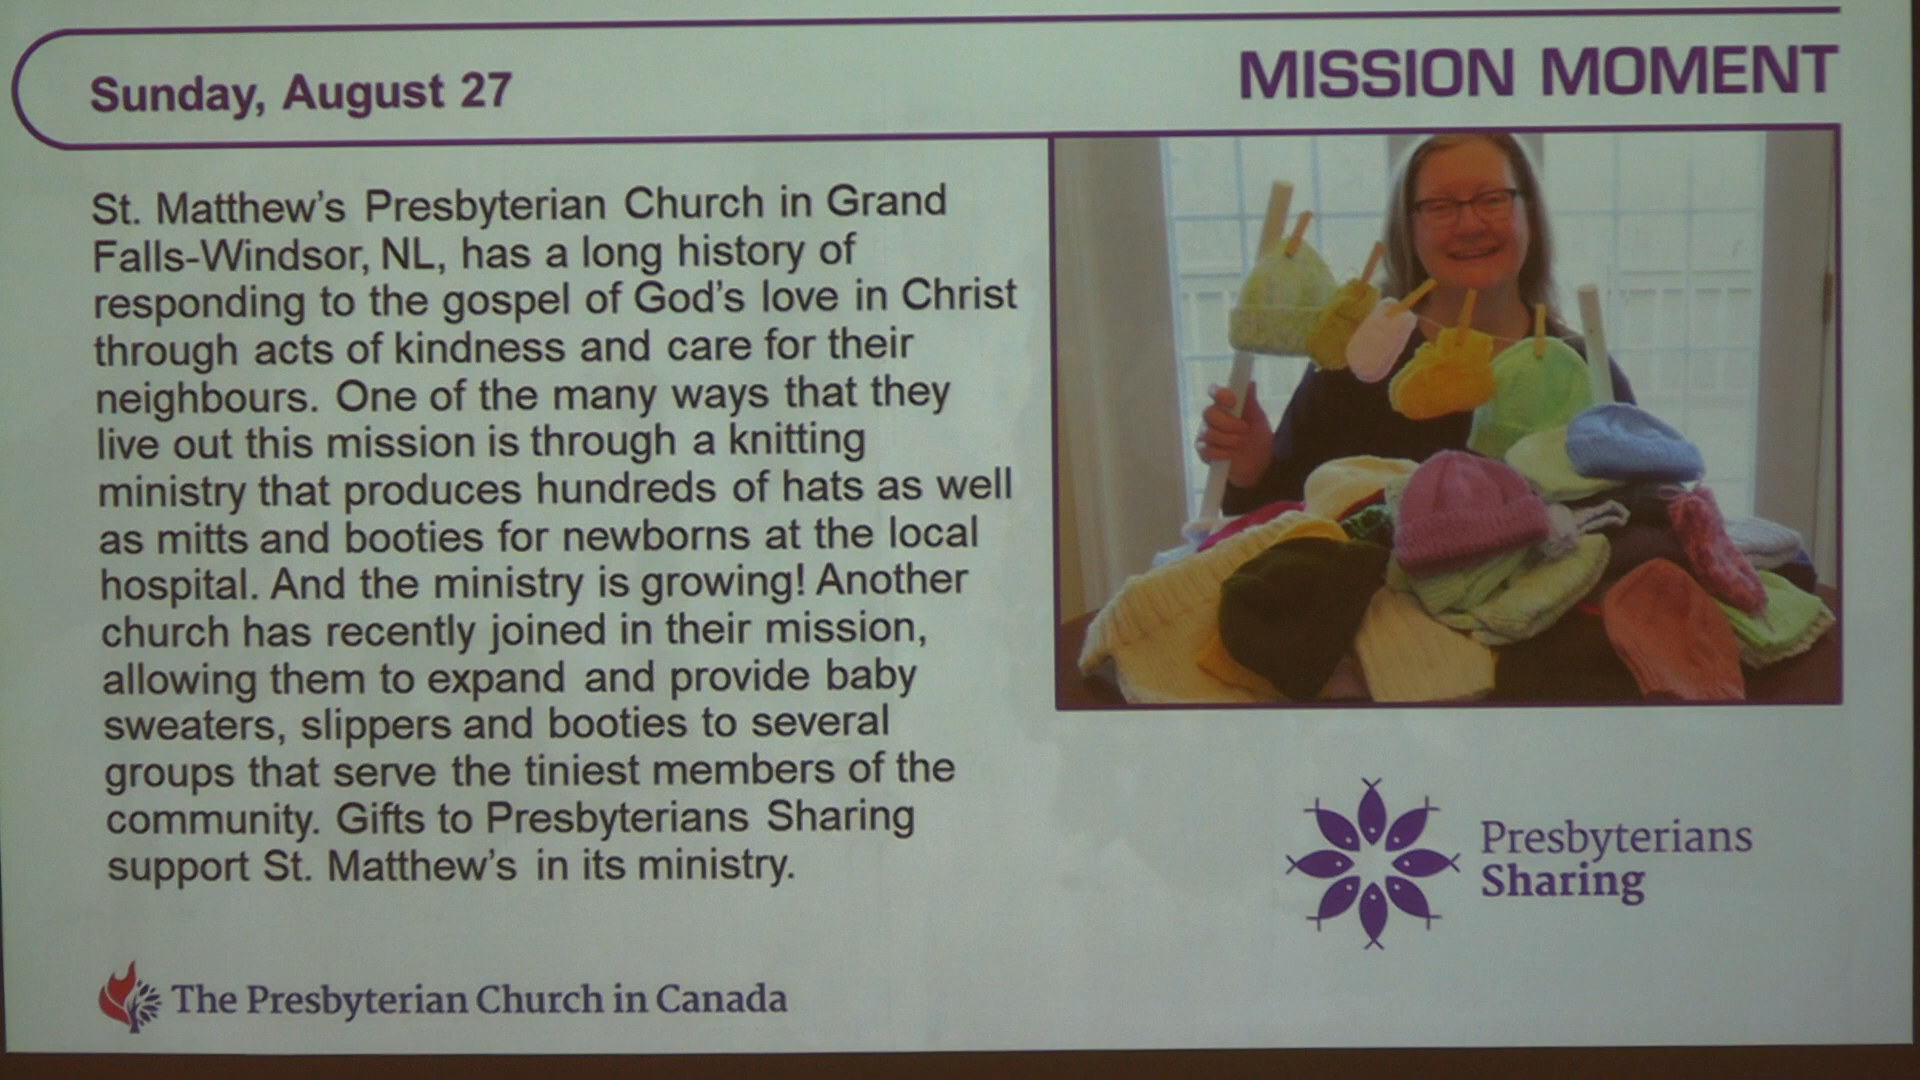 Sunday, August 27
MISSION MOMENT
St. Matthew’s Presbyterian Church in Grand
Falls-Windsor, NL, has a long history of
responding to the gospel of God’s love in Christ
through acts of kindness and care for their
neighbours. One of the many ways that they
live out this mission is through a knitting
ministry that produces hundreds of hats as well
as mitts and booties for newborns at the local
hospital. And the ministry is growing! Another
church has recently joined in their mission,
allowing them to expand and provide baby
sweaters, slippers and booties to several
groups that serve the tiniest members of the
community. Gifts to Presbyterians Sharing
support St. Matthew’s in its ministry.
Presbyterians
Sharing
The Presbyterian Church in Canada